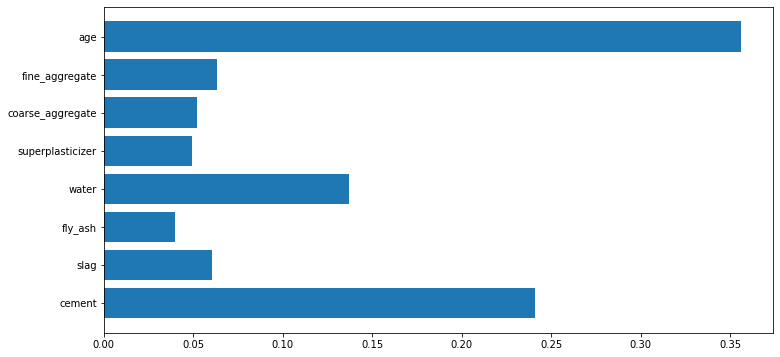 age
fine_aggregate
coarse_aggregate
superplasticizer
water
fly_ash
slag
cement
0.00 0.05 0.10 0.15 0.20 0.25 0.30 0.35